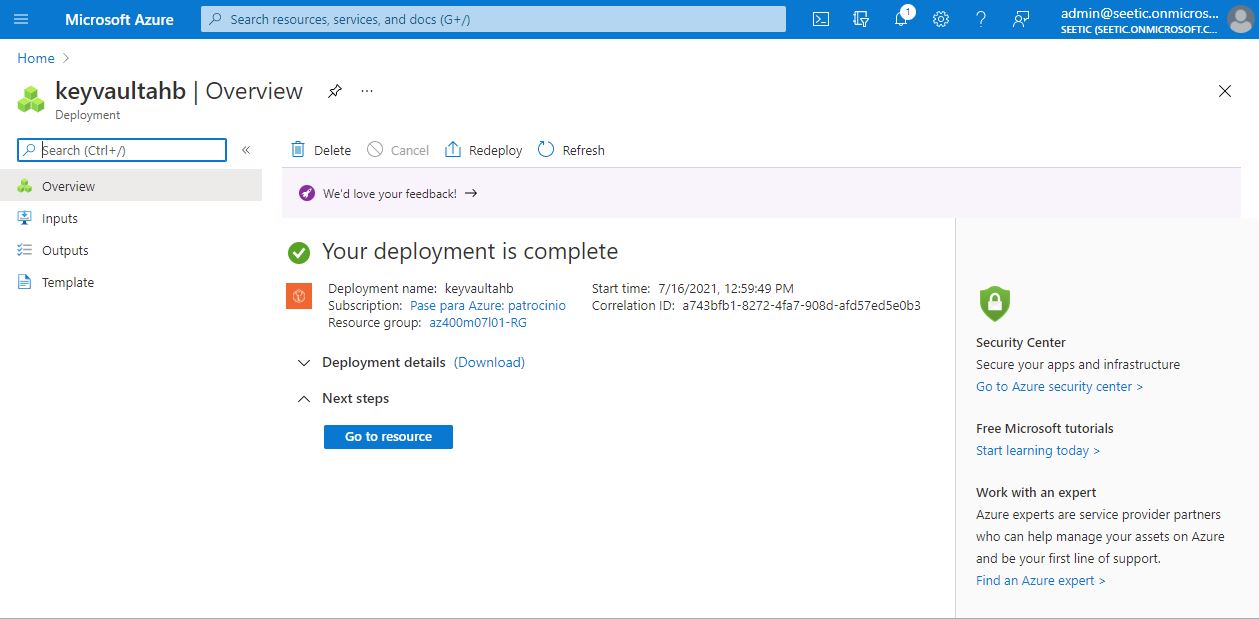 Microsoft Azure
Search resources, services, and docs (G+/)
1
admin@seetic.onmicros...
SEETIC (SEETIC.ONMICROSOFT.C...
Home
keyvaultahb | Overview
Deployment
Search (Ctrl+/)
Overview
Inputs
Outputs
Template
Delete
Cancel
Redeploy
Refresh
We'd love your feedback! →
Your deployment is complete
Deployment name: keyvaultahb
Subscription: Pase para Azure: patrocinio
Resource group: az400m07l01-RG
Start time: 7/16/2021, 12:59:49 PM
Correlation ID: a743bfb1-8272-4fa7-908d-afd57ed5e0b3
Deployment details (Download)
Next steps
Go to resource
Security Center
Secure your apps and infrastructure
Go to Azure security center >
Free Microsoft tutorials
Start learning today >
Work with an expert
Azure experts are service provider partners
who can help manage your assets on Azure
and be your first line of support.
Find an Azure expert >